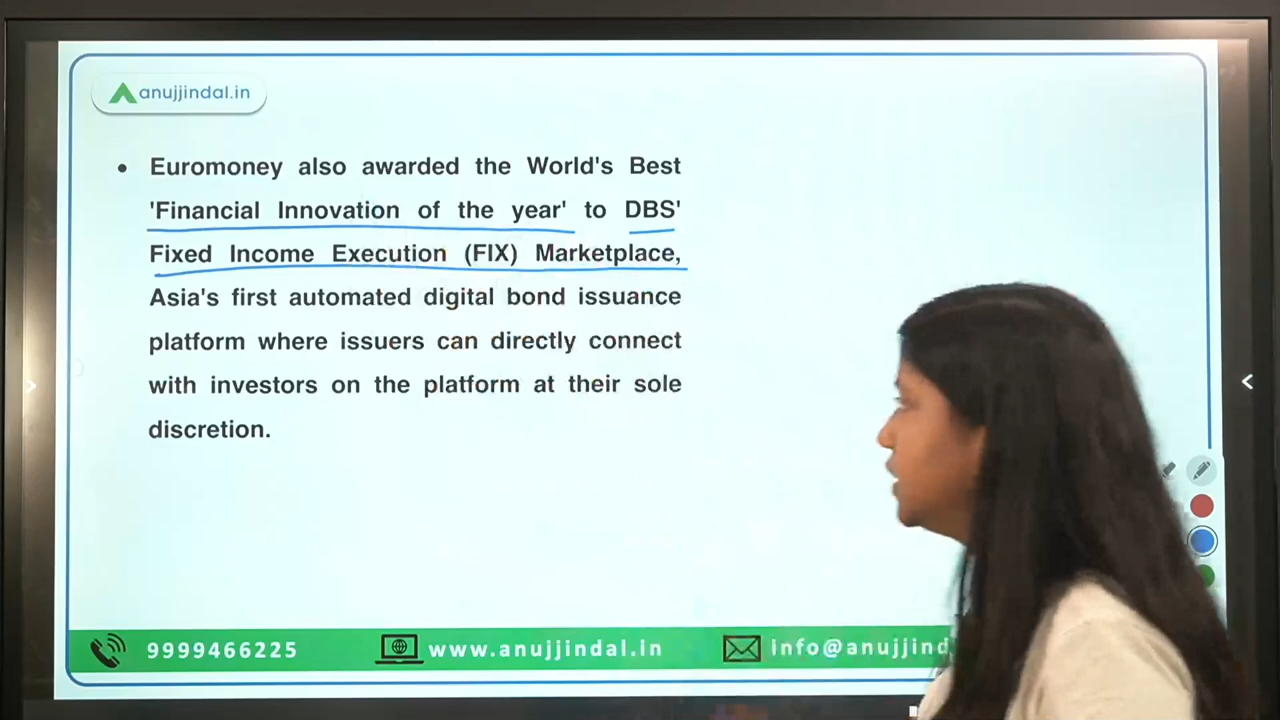 anujjindal.in
• Euromoney also awarded the World's Best
'Financial Innovation of the year' to DBS'
Fixed Income Execution (FIX) Marketplace,
Asia's first automated digital bond issuance
platform where issuers can directly connect
with investors on the platform at their sole
discretion.
9999466225 www.anujjindal.in info@anujjind